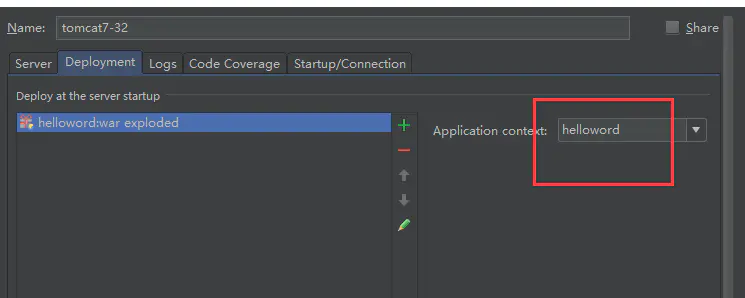 Name: tomcat7-32 Share
Server Deployment Logs Code Coverage Startup/Connection
Deploy at the server startup
helloword:war exploded
Application context: helloword